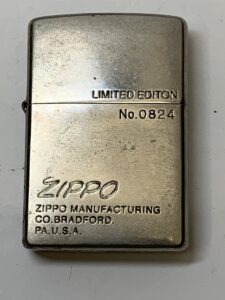 LIMITED EDITON
No.0824
ZIPPO
ZIPPO MANUFACTURING
CO.BRADFORD.
PA.U.S.A.